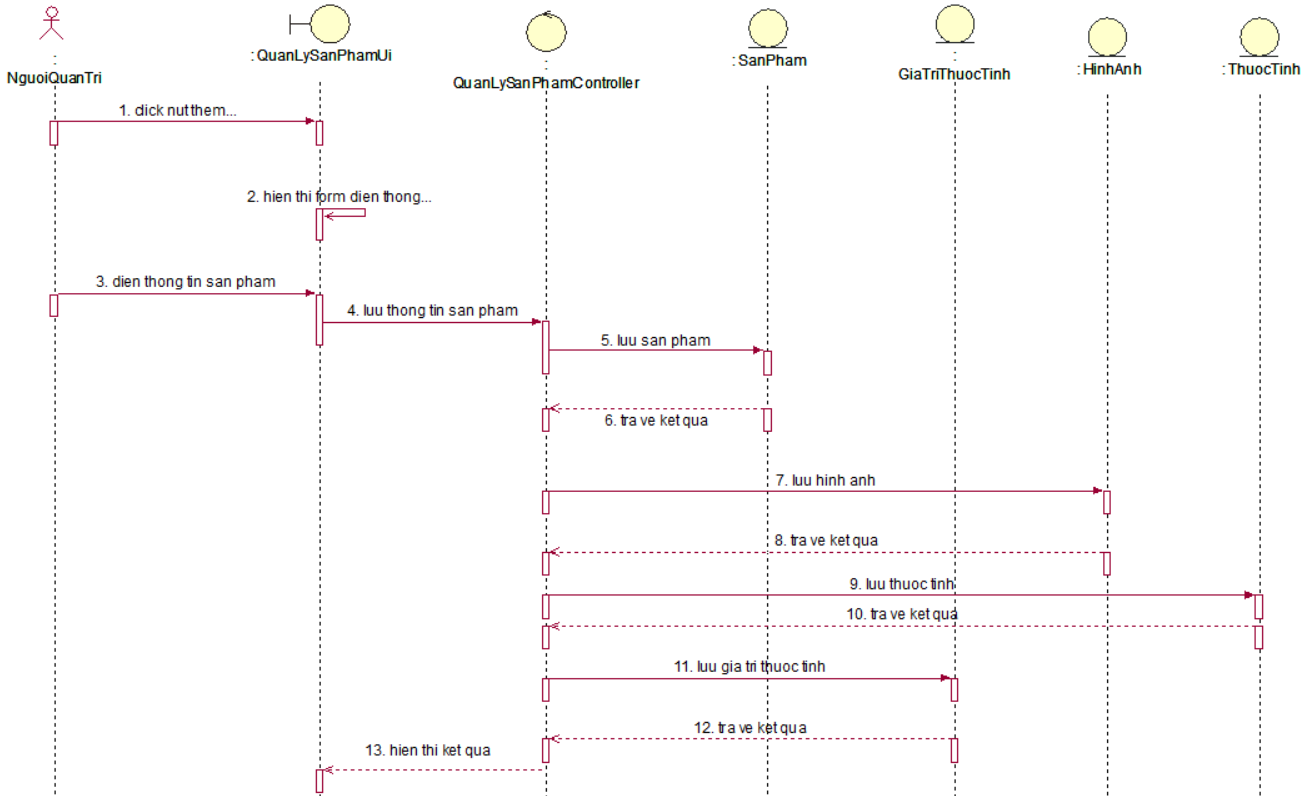 :
NguoiQuanTri
: QuanLySanPhamUi
:
QuanLySanPhamController
: SanPham
:
GiaTriThuocTinh
: HinhAnh
: ThuocTinh
1. click nut them...
2. hien thi form dien thong...
3. dien thong tin san pham
4. luu thong tin san pham
5. luu san pham
6. tra ve ket qua
7. luu hinh anh
8. tra ve ket qua
9. luu thuoc tinh
10. tra ve ket qua
11. luu gia tri thuoc tinh
12. tra ve ket qua
13. hien thi ket qua